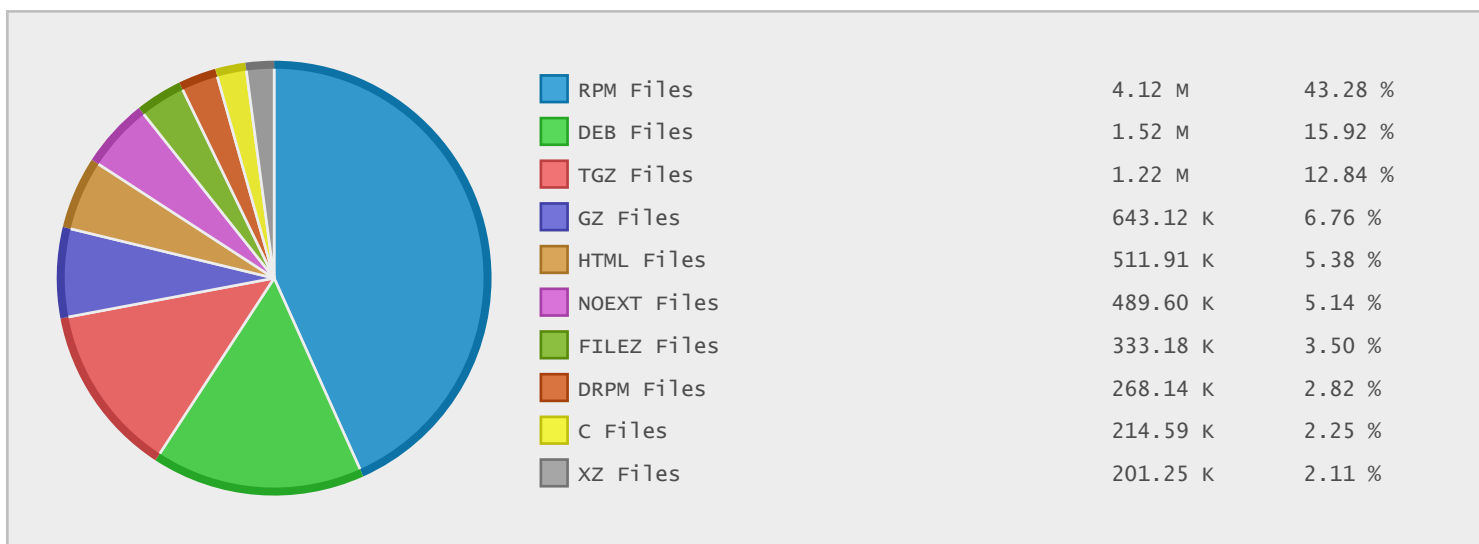 RPM Files 4.12 M 43.28 %
DEB Files 1.52 M 15.92 %
TGZ Files 1.22 M 12.84 %
GZ Files 643.12 K 6.76 %
HTML Files 511.91 K 5.38 %
NOEXT Files 489.60 K 5.14 %
FILEZ Files 333.18 K 3.50 %
DRPM Files 268.14 K 2.82 %
C Files 214.59 K 2.25 %
XZ Files 201.25 K 2.11 %